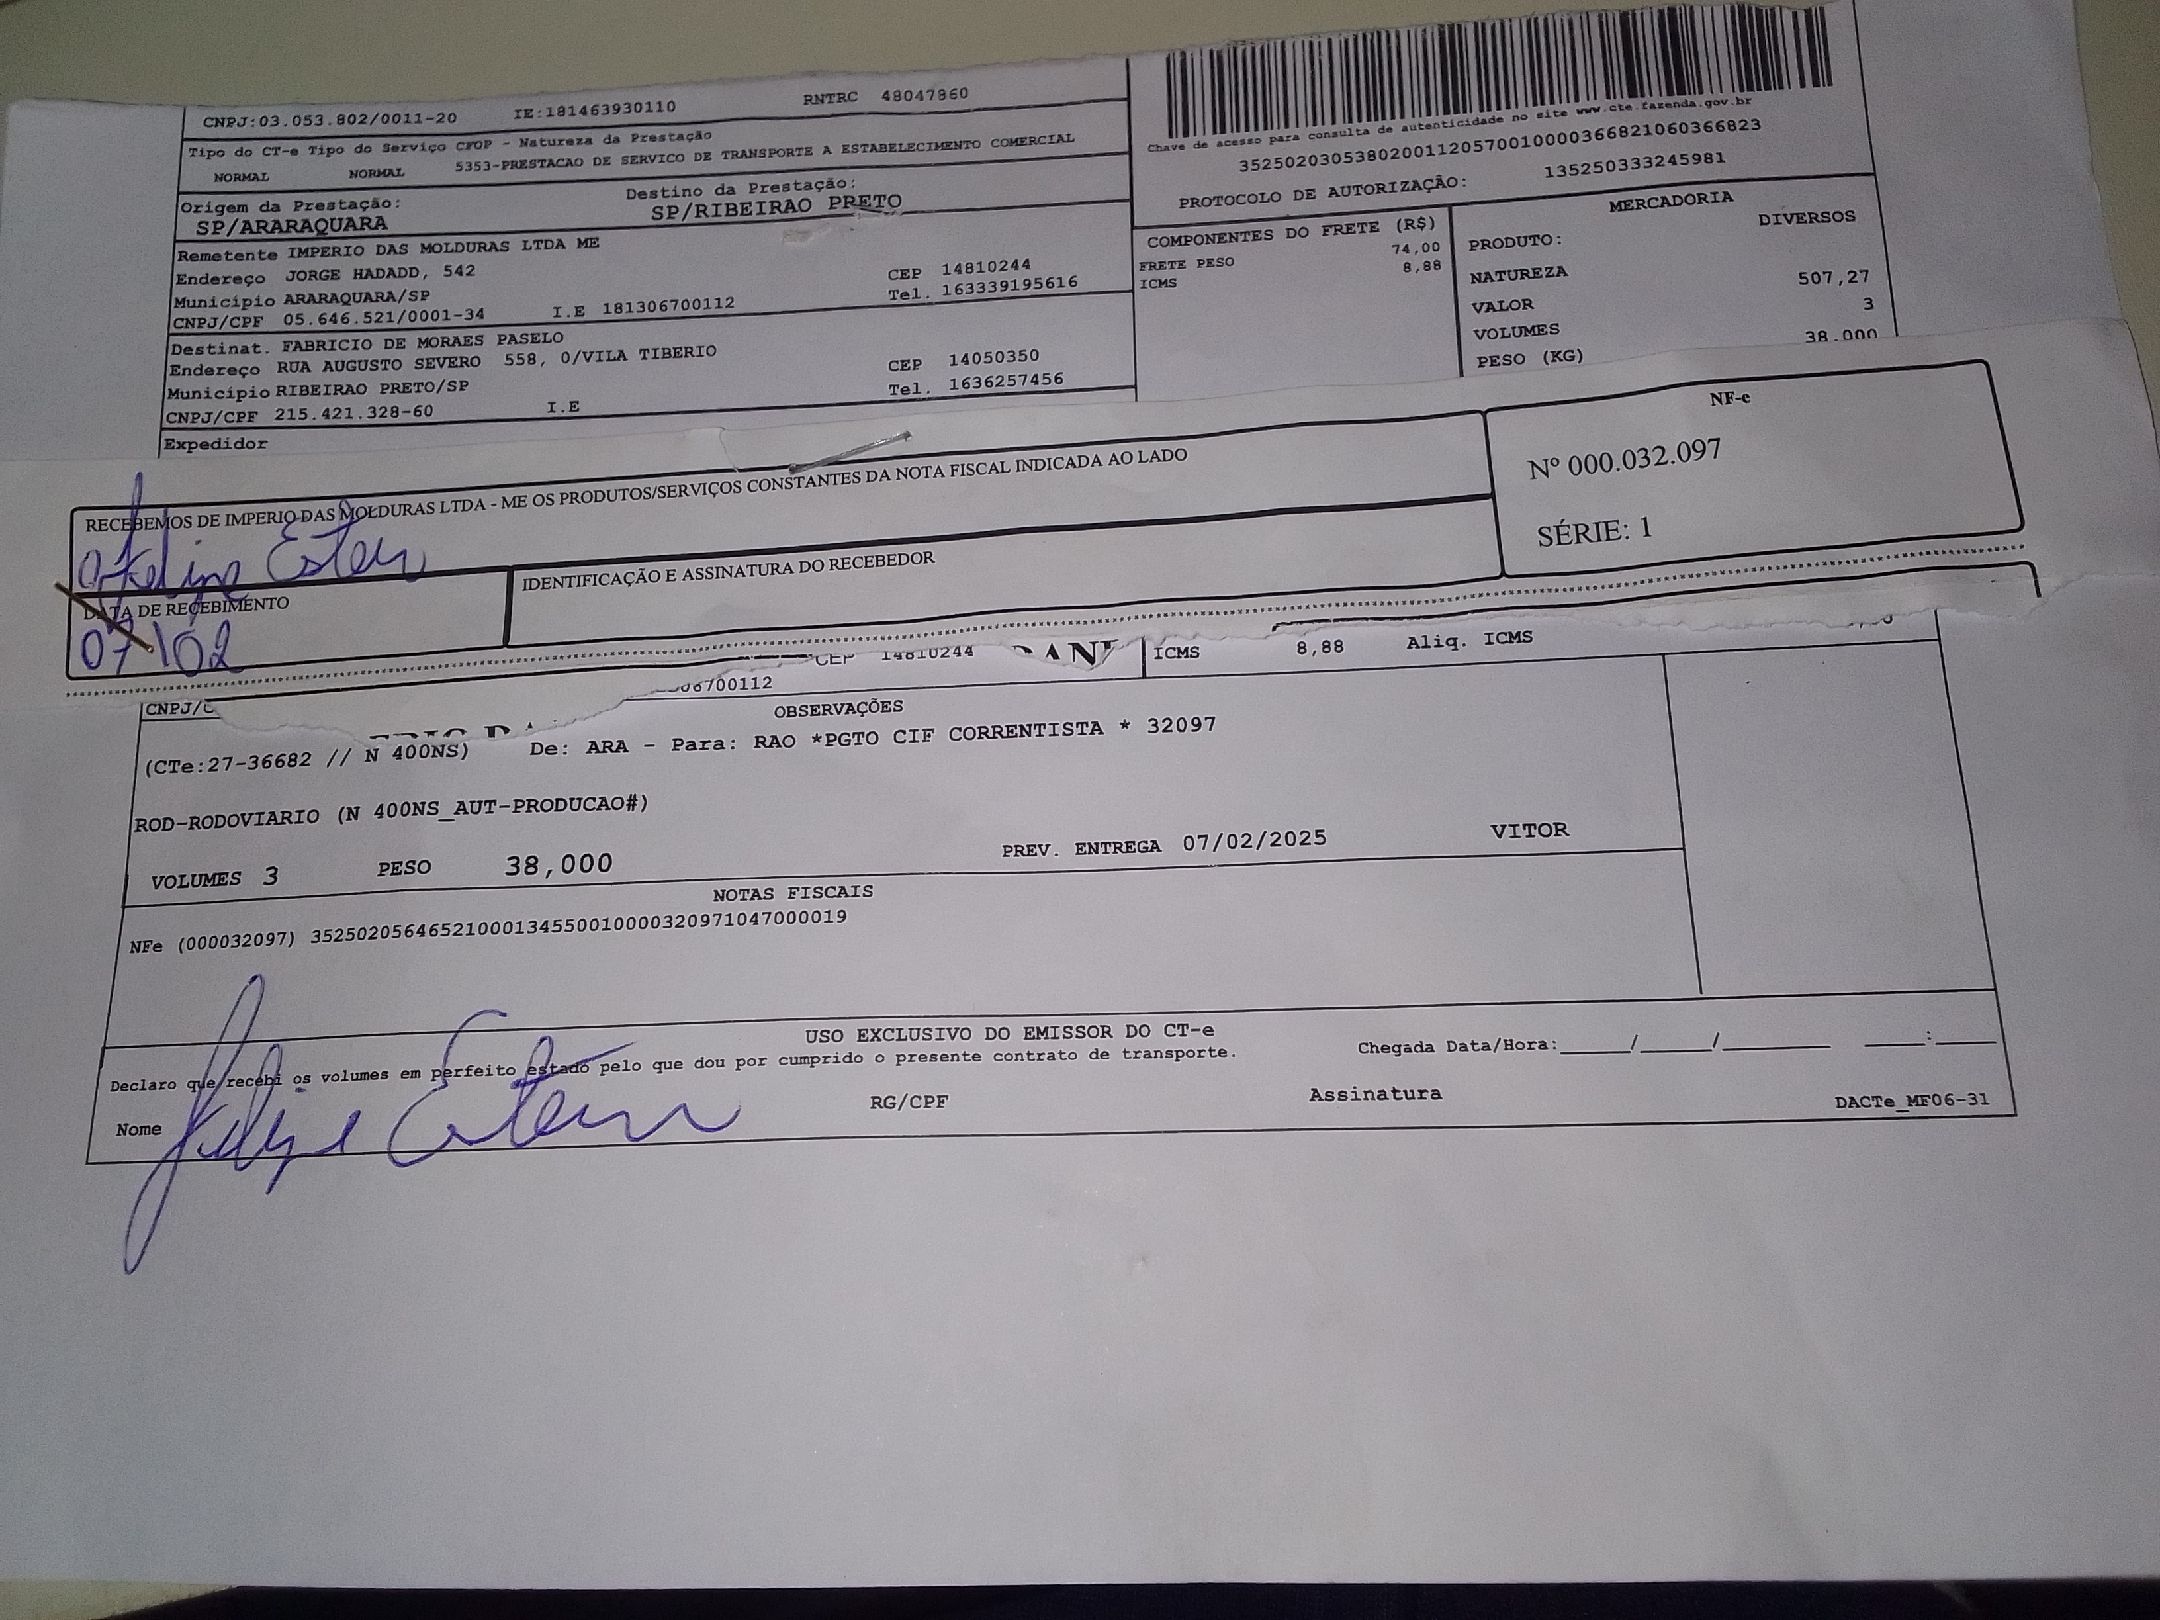 CNPJ:03.053.802/0011-20 IE:181463930110 RNTRC 48047860
Tipo do CT-e Tipo do Serviço CFOP - Natureza da Prestação
NORMAL NORMAL 5353-PRESTACAO DE SERVICO DE TRANSPORTE A ESTABELECIMENTO COMERCIAL
Origem da Prestação: Destino da Prestação:
SP/ARARAQUARA SP/RIBEIRAO PRETO
Remetente IMPERIO DAS MOLDURAS LTDA ME
Endereço JORGE HADADD, 542 CEP 14810244
Município ARARAQUARA/SP Tel. 163339195616
CNPJ/CPF 05.646.521/0001-34 I.E 181306700112
Destinat. FABRICIO DE MORAES PASELO
Endereço RUA AUGUSTO SEVERO 558, 0/VILA TIBERIO CEP 14050350
Município RIBEIRAO PRETO/SP Tel. 1636257456
CNPJ/CPF 215.421.328-60 I.E
Expedidor
Chave de acesso para consulta de autenticidade no site www.cte.fazenda.gov.br
35250203053802001120570010000366821060366823
PROTOCOLO DE AUTORIZAÇÃO: 135250333245981
COMPONENTES DO FRETE (R$)
FRETE PESO 74,00
ICMS 8,88
MERCADORIA
PRODUTO: DIVERSOS
NATUREZA
VALOR 507,27
VOLUMES 3
PESO (KG) 38.000
RECEBEMOS DE IMPERIO DAS MOLDURAS LTDA - ME OS PRODUTOS/SERVIÇOS CONSTANTES DA NOTA FISCAL INDICADA AO LADO
NF-e
Nº 000.032.097
SÉRIE: 1
Felipe
DATA DE RECEBIMENTO
07/02
IDENTIFICAÇÃO E ASSINATURA DO RECEBEDOR
CEP 14810244
ICMS 8,88 Aliq. ICMS
06700112
CNPJ/C
OBSERVAÇÕES
(CTe:27-36682 // N 400NS) De: ARA - Para: RAO *PGTO CIF CORRENTISTA * 32097
ROD-RODOVIARIO (N 400NS_AUT-PRODUCAO#)
VOLUMES 3 PESO 38,000 PREV. ENTREGA 07/02/2025 VITOR
NOTAS FISCAIS
NFe (000032097) 35250205646521000134550010000320971047000019
USO EXCLUSIVO DO EMISSOR DO CT-e
Declaro que recebi os volumes em perfeito estado pelo que dou por cumprido o presente contrato de transporte.
Chegada Data/Hora:_____/_____/________ ____:____
Nome Felipe RG/CPF Assinatura
DACTe_MF06-31